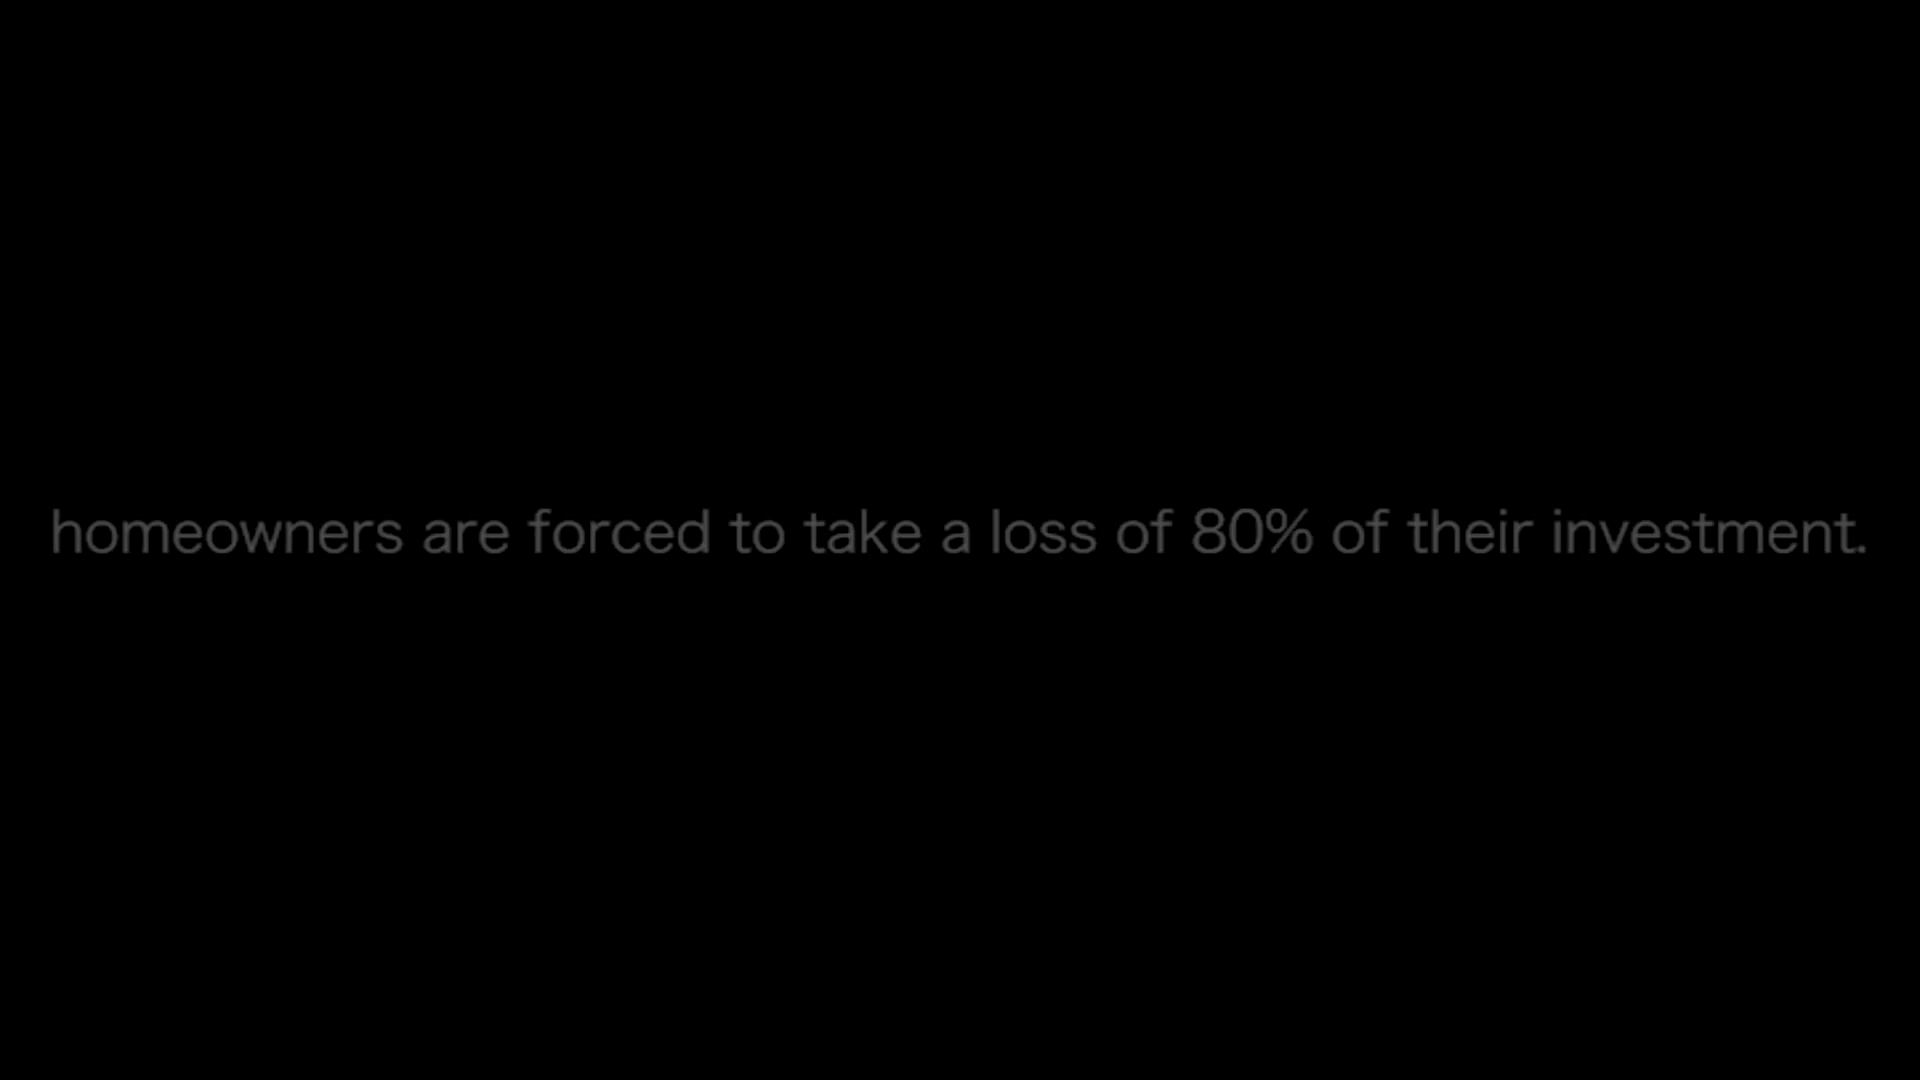 homeowners are forced to take a loss of 80% of their investment.